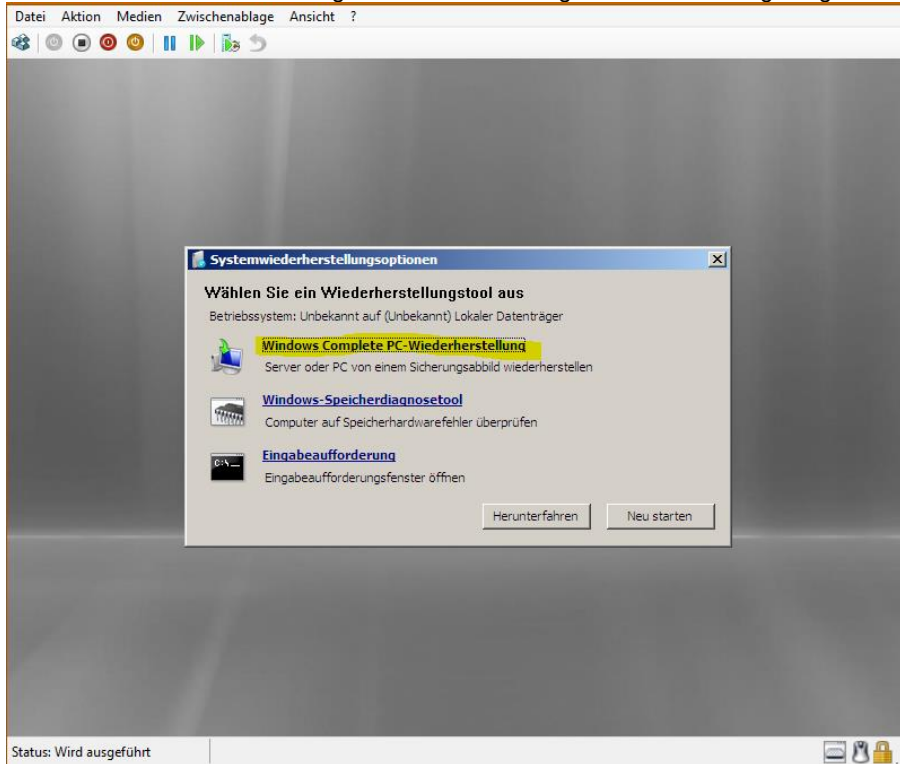 Datei Aktion Medien Zwischenablage Ansicht ?
Systemwiederherstellungsoptionen
Wählen Sie ein Wiederherstellungstool aus
Betriebssystem: Unbekannt auf (Unbekannt) Lokaler Datenträger
Windows Complete PC-Wiederherstellung
Server oder PC von einem Sicherungsabbild wiederherstellen
Windows-Speicherdiagnosetool
Computer auf Speicherhardwarefehler überprüfen
C:\_
Eingabeaufforderung
Eingabeaufforderungsfenster öffnen
Herunterfahren Neu starten
Status: Wird ausgeführt